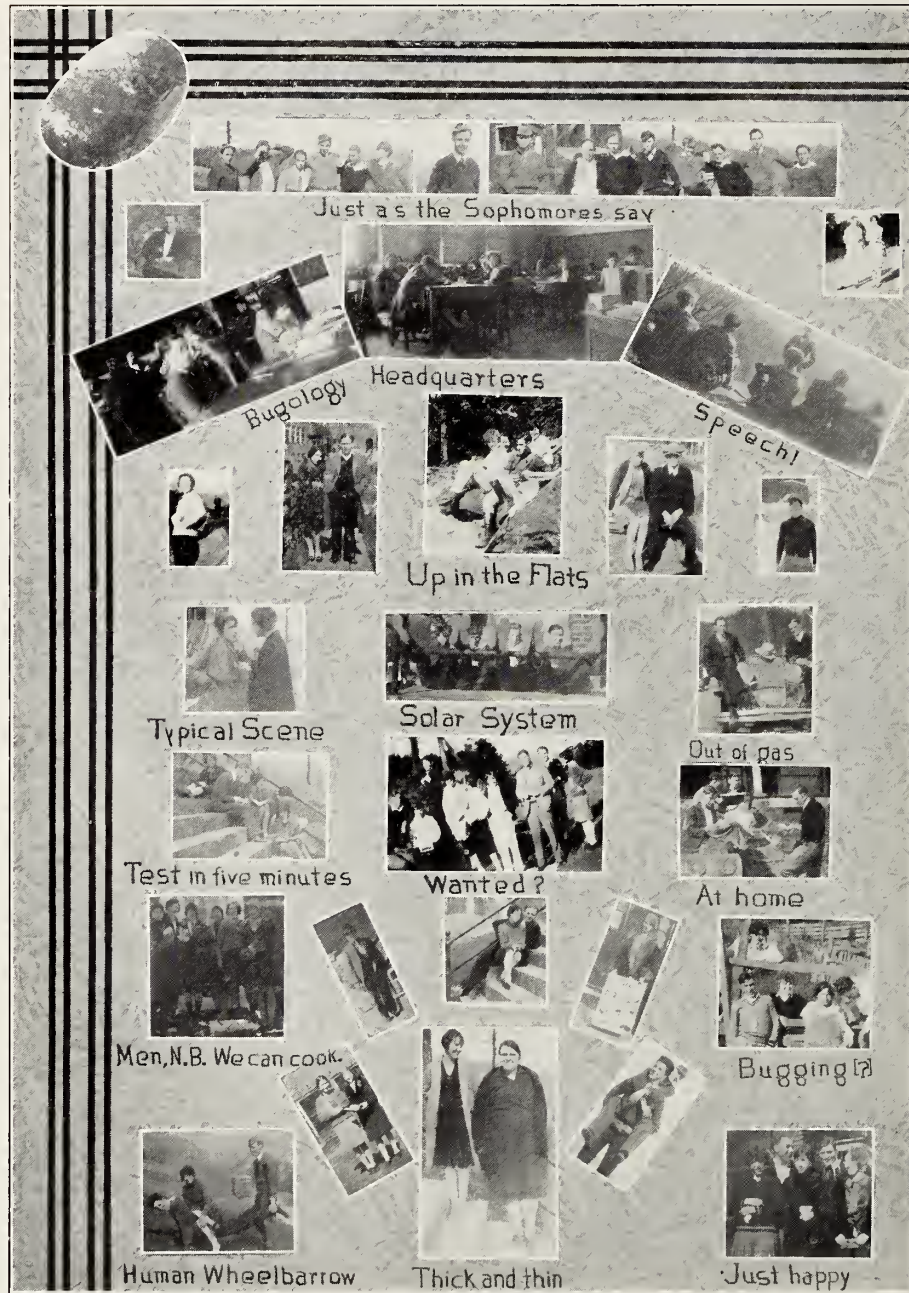 Just as the Sophomores say
Bugology
Headquarters
Speech!
Up in the Flats
Typical Scene
Solar System
Out of gas
Test in five minutes
Wanted?
At home
Men, N.B. We can cook.
Bugging [?]
Human Wheelbarrow
Thick and thin
Just happy